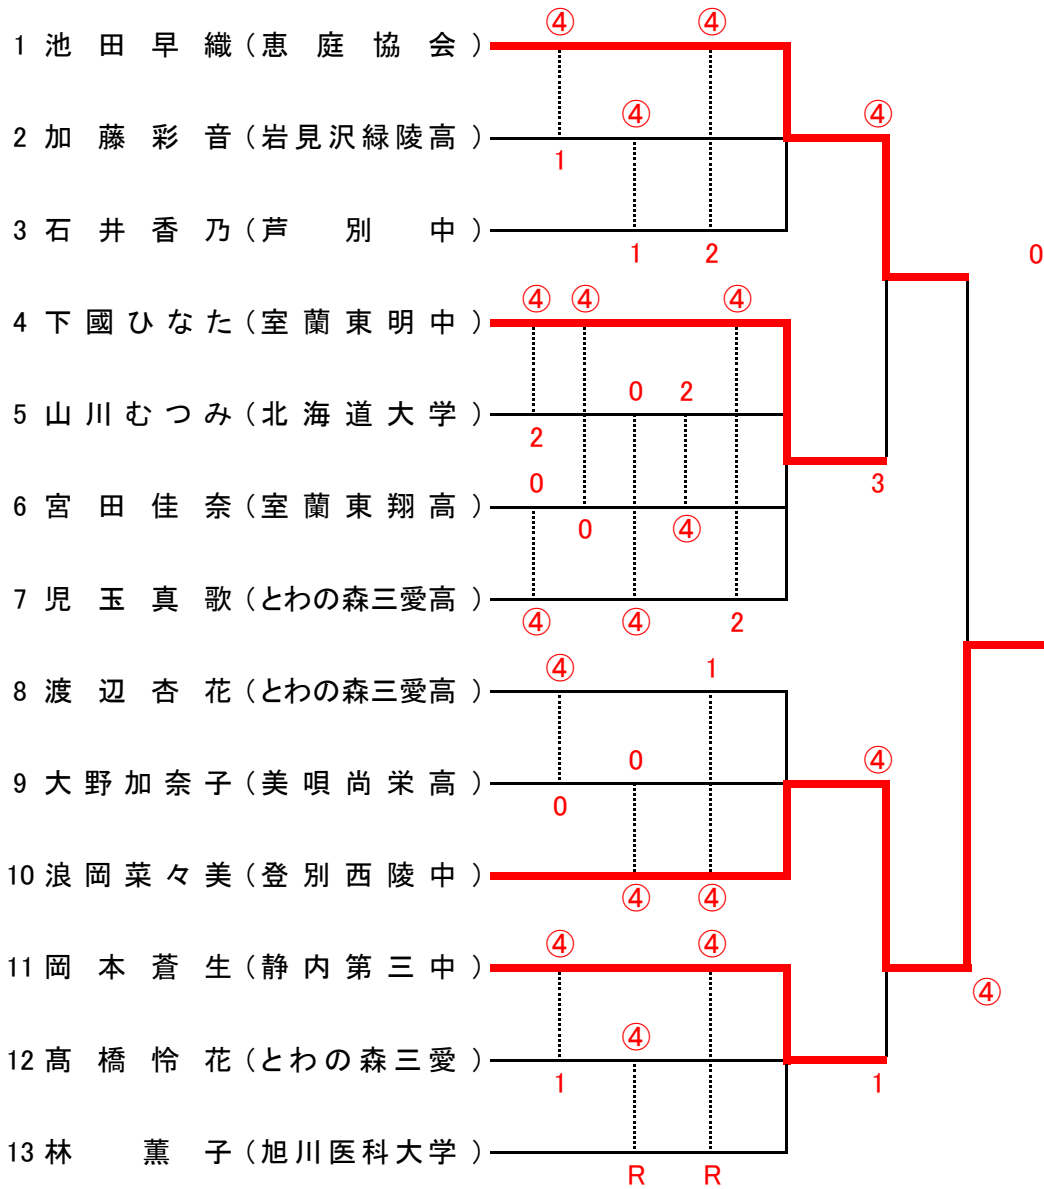 ④ ④
1 池田早織（恵庭協会）
④ ④
2 加藤彩音（岩見沢緑陵高）
1
3 石井香乃（芦別中）
1 2
0
④ ④ ④
4 下國ひなた（室蘭東明中）
0 2
5 山川むつみ（北海道大学）
2
0 3
6 宮田佳奈（室蘭東翔高）
0 ④
7 児玉真歌（とわの森三愛高）
④ ④ 2
④ 1
8 渡辺杏花（とわの森三愛高）
0 ④
9 大野加奈子（美唄尚栄高）
0
10 浪岡菜々美（登別西陵中）
④ ④
④ ④
11 岡本蒼生（静内第三中）
④
④
12 髙橋怜花（とわの森三愛）
1 1
13 林薫子（旭川医科大学）
R R